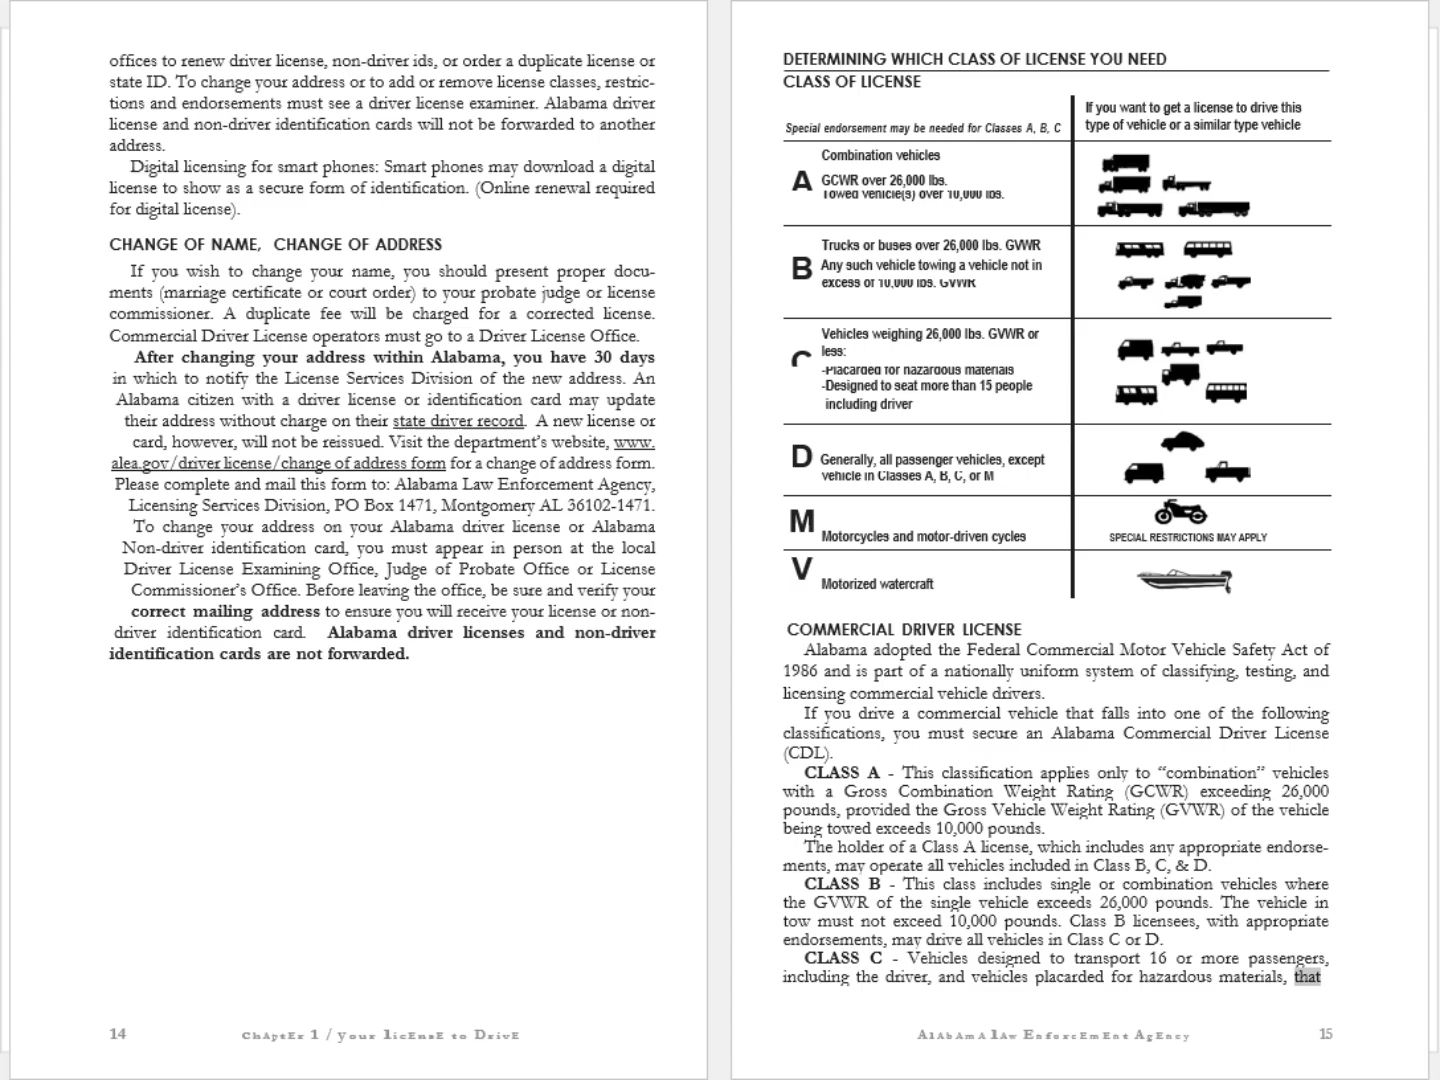 offices to renew driver license, non-driver ids, or order a duplicate license or
state ID. To change your address or to add or remove license classes, restric-
tions and endorsements must see a driver license examiner. Alabama driver
license and non-driver identification cards will not be forwarded to another
address.
Digital licensing for smart phones: Smart phones may download a digital
license to show as a secure form of identification. (Online renewal required
for digital license).
CHANGE OF NAME, CHANGE OF ADDRESS
If you wish to change your name, you should present proper docu-
ments (marriage certificate or court order) to your probate judge or license
commissioner. A duplicate fee will be charged for a corrected license.
Commercial Driver License operators must go to a Driver License Office.
After changing your address within Alabama, you have 30 days
in which to notify the License Services Division of the new address. An
Alabama citizen with a driver license or identification card may update
their address without charge on their state driver record. A new license or
card, however, will not be reissued. Visit the department's website, www.
alea.gov/driver license/change of address form for a change of address form.
Please complete and mail this form to: Alabama Law Enforcement Agency,
Licensing Services Division, PO Box 1471, Montgomery AL 36102-1471.
To change your address on your Alabama driver license or Alabama
Non-driver identification card, you must appear in person at the local
Driver License Examining Office, Judge of Probate Office or License
Commissioner's Office. Before leaving the office, be sure and verify your
correct mailing address to ensure you will receive your license or non-
driver identification card. Alabama driver licenses and non-driver
identification cards are not forwarded.
14 ChAptEr 1 / your licEnsE to DrivE
DETERMINING WHICH CLASS OF LICENSE YOU NEED
CLASS OF LICENSE
Special endorsement may be needed for Classes A, B, C
If you want to get a license to drive this
type of vehicle or a similar type vehicle
A
Combination vehicles
GCWR over 26,000 lbs.
Towed vehicle(s) over 10,000 lbs.
B
Trucks or buses over 26,000 lbs. GVWR
Any such vehicle towing a vehicle not in
excess of 10,000 lbs. GVWR
C
Vehicles weighing 26,000 lbs. GVWR or
less:
-Placarded for hazardous materials
-Designed to seat more than 15 people
including driver
D
Generally, all passenger vehicles, except
vehicle in Classes A, B, C, or M
M
Motorcycles and motor-driven cycles
SPECIAL RESTRICTIONS MAY APPLY
V
Motorized watercraft
COMMERCIAL DRIVER LICENSE
Alabama adopted the Federal Commercial Motor Vehicle Safety Act of
1986 and is part of a nationally uniform system of classifying, testing, and
licensing commercial vehicle drivers.
If you drive a commercial vehicle that falls into one of the following
classifications, you must secure an Alabama Commercial Driver License
(CDL).
CLASS A - This classification applies only to "combination" vehicles
with a Gross Combination Weight Rating (GCWR) exceeding 26,000
pounds, provided the Gross Vehicle Weight Rating (GVWR) of the vehicle
being towed exceeds 10,000 pounds.
The holder of a Class A license, which includes any appropriate endorse-
ments, may operate all vehicles included in Class B, C, & D.
CLASS B - This class includes single or combination vehicles where
the GVWR of the single vehicle exceeds 26,000 pounds. The vehicle in
tow must not exceed 10,000 pounds. Class B licensees, with appropriate
endorsements, may drive all vehicles in Class C or D.
CLASS C - Vehicles designed to transport 16 or more passengers,
including the driver, and vehicles placarded for hazardous materials, that
AlAbAmA lAw EnforcEmEnt AgEncy 15